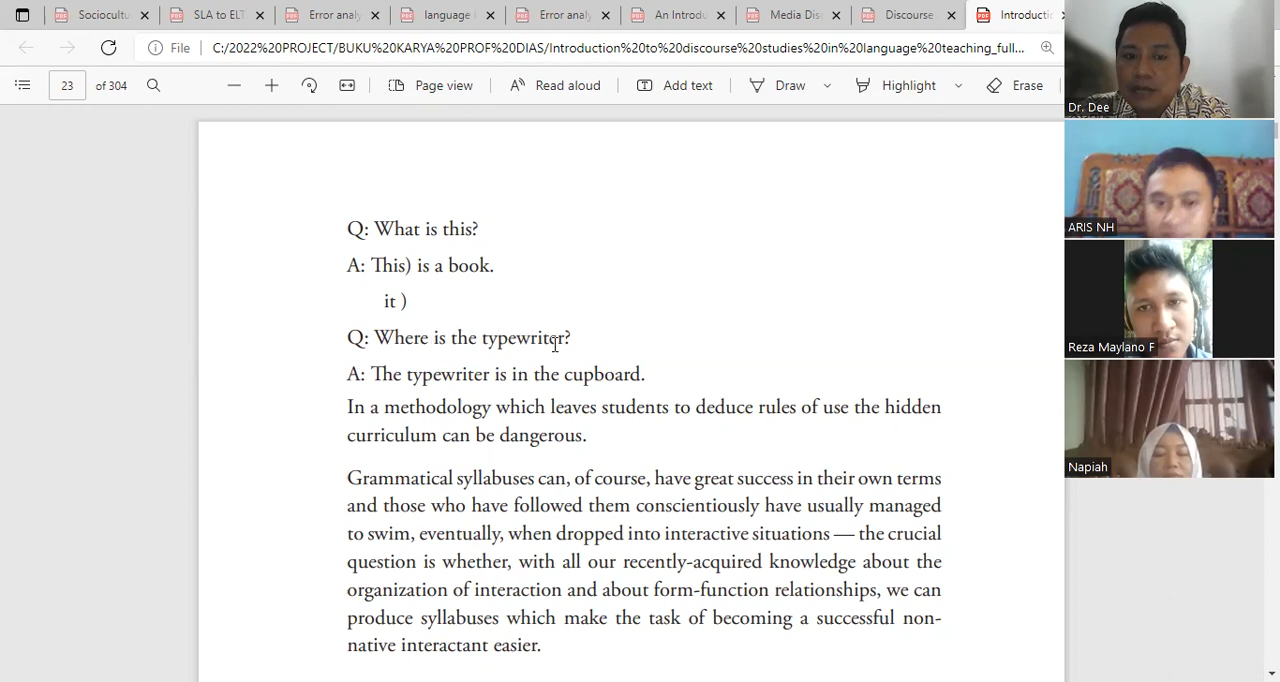 Sociocultu
SLA to ELT
Error analy
language
Error analy
An Introdu
Media Dis
Discourse
Introductio
File
C:/2022%20PROJECT/BUKU%20KARYA%20PROF%20DIAS/Introduction%20to%20discourse%20studies%20in%20language%20teaching_full...
23 of 304
Page view
Read aloud
Add text
Draw
Highlight
Erase
Dr. Dee
ARIS NH
Reza Maylano F
Napiah
Q: What is this?
A: This) is a book.
it )
Q: Where is the typewriter?
A: The typewriter is in the cupboard.
In a methodology which leaves students to deduce rules of use the hidden
curriculum can be dangerous.
Grammatical syllabuses can, of course, have great success in their own terms
and those who have followed them conscientiously have usually managed
to swim, eventually, when dropped into interactive situations — the crucial
question is whether, with all our recently-acquired knowledge about the
organization of interaction and about form-function relationships, we can
produce syllabuses which make the task of becoming a successful non-
native interactant easier.